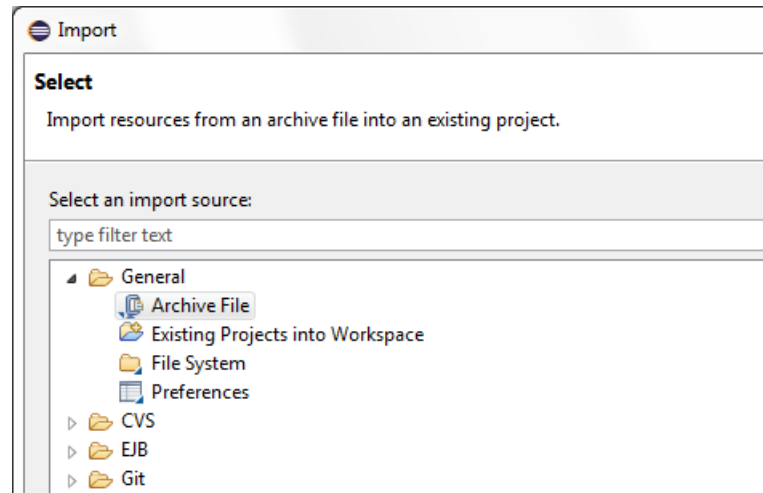 Import
Select
Import resources from an archive file into an existing project.
Select an import source:
type filter text
General
Archive File
Existing Projects into Workspace
File System
Preferences
CVS
EJB
Git